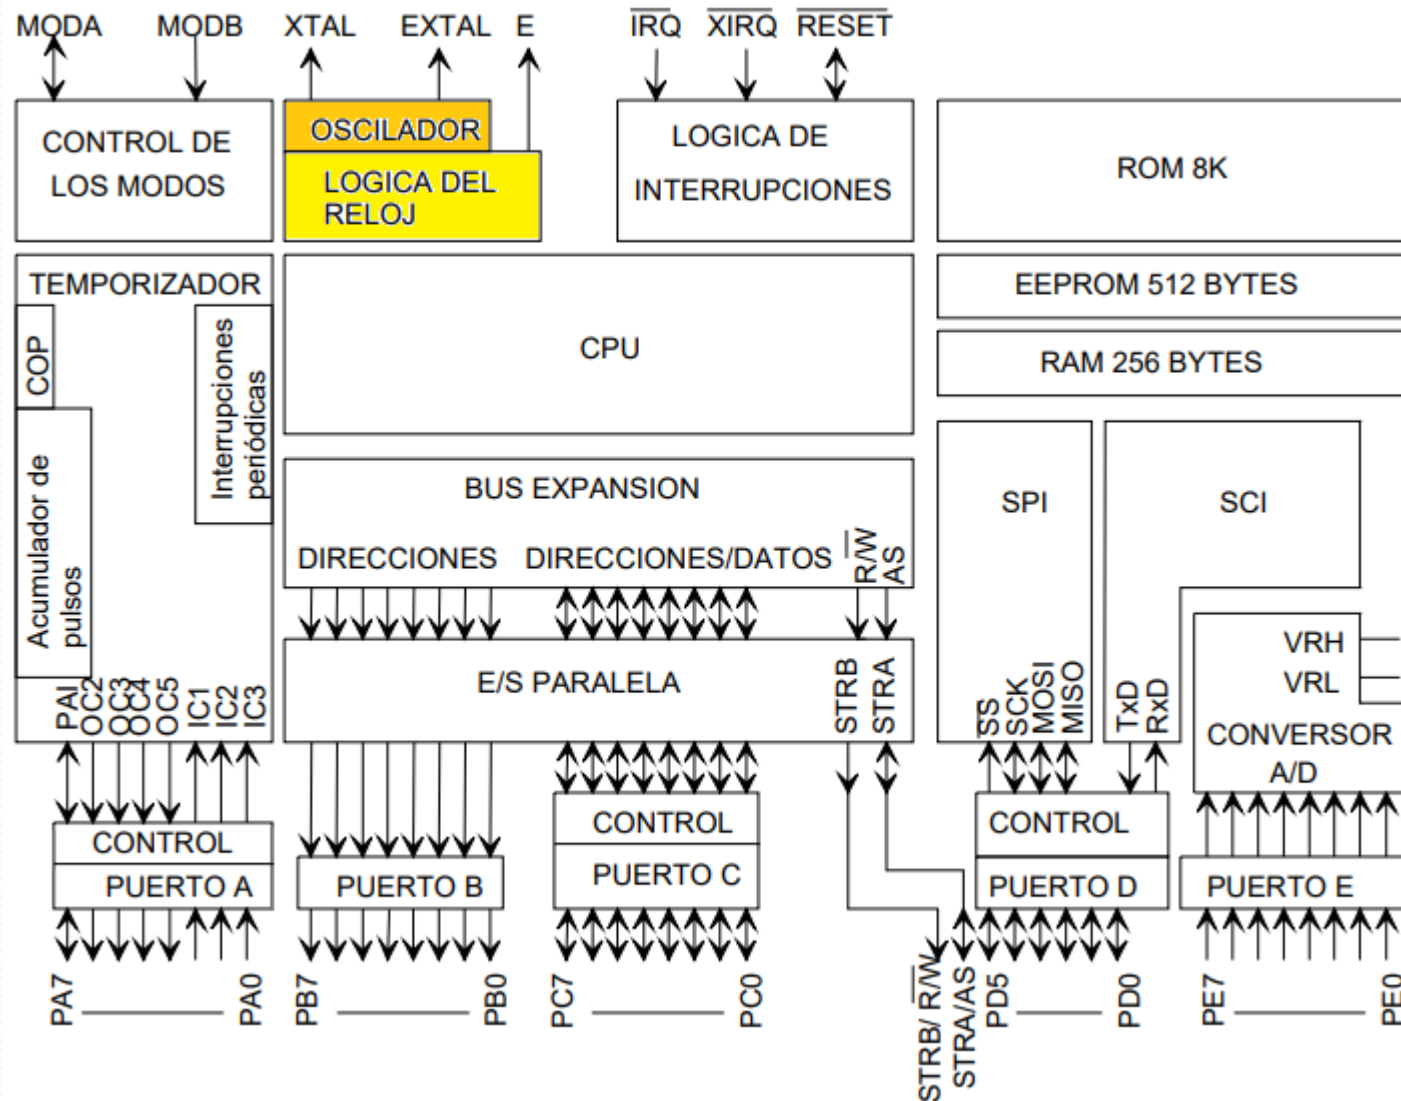 MODA MODB XTAL EXTAL E IRQ XIRQ RESET
CONTROL DE
LOS MODOS
OSCILADOR
LOGICA DEL
RELOJ
LOGICA DE
INTERRUPCIONES
ROM 8K
TEMPORIZADOR
COP
Interrupciones
periódicas
Acumulador de
pulsos
CPU
EEPROM 512 BYTES
RAM 256 BYTES
BUS EXPANSION
DIRECCIONES DIRECCIONES/DATOS R/W AS
SPI
SCI
E/S PARALELA
STRB STRA
PAI OC2 OC3 OC4 OC5 IC1 IC2 IC3
SS SCK MOSI MISO
TxD RxD
VRH
VRL
CONVERSOR
A/D
CONTROL
PUERTO A
PUERTO B
CONTROL
PUERTO C
CONTROL
PUERTO D
PUERTO E
PA7 PA0
PB7 PB0
PC7 PC0
STRB/ R/W
STRA/AS
PD5 PD0
PE7 PE0